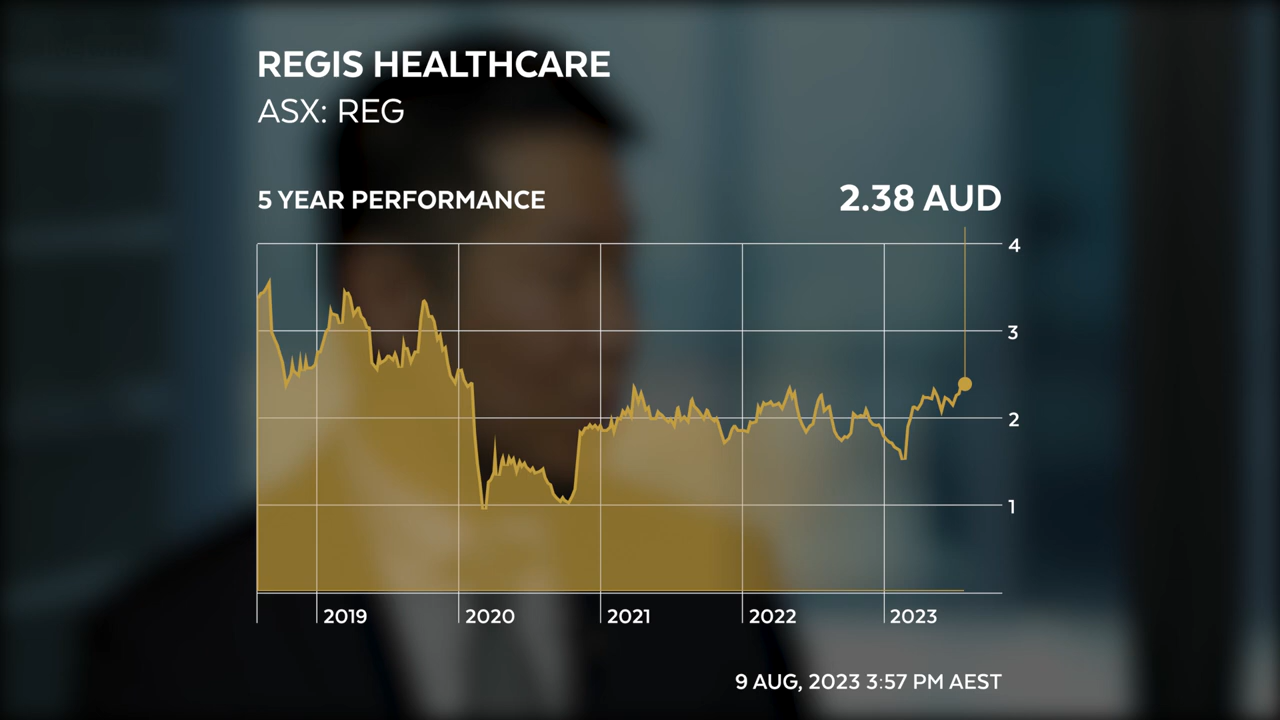 REGIS HEALTHCARE
ASX: REG
5 YEAR PERFORMANCE
2.38 AUD
4
3
2
1
2019 2020 2021 2022 2023
9 AUG, 2023 3:57 PM AEST